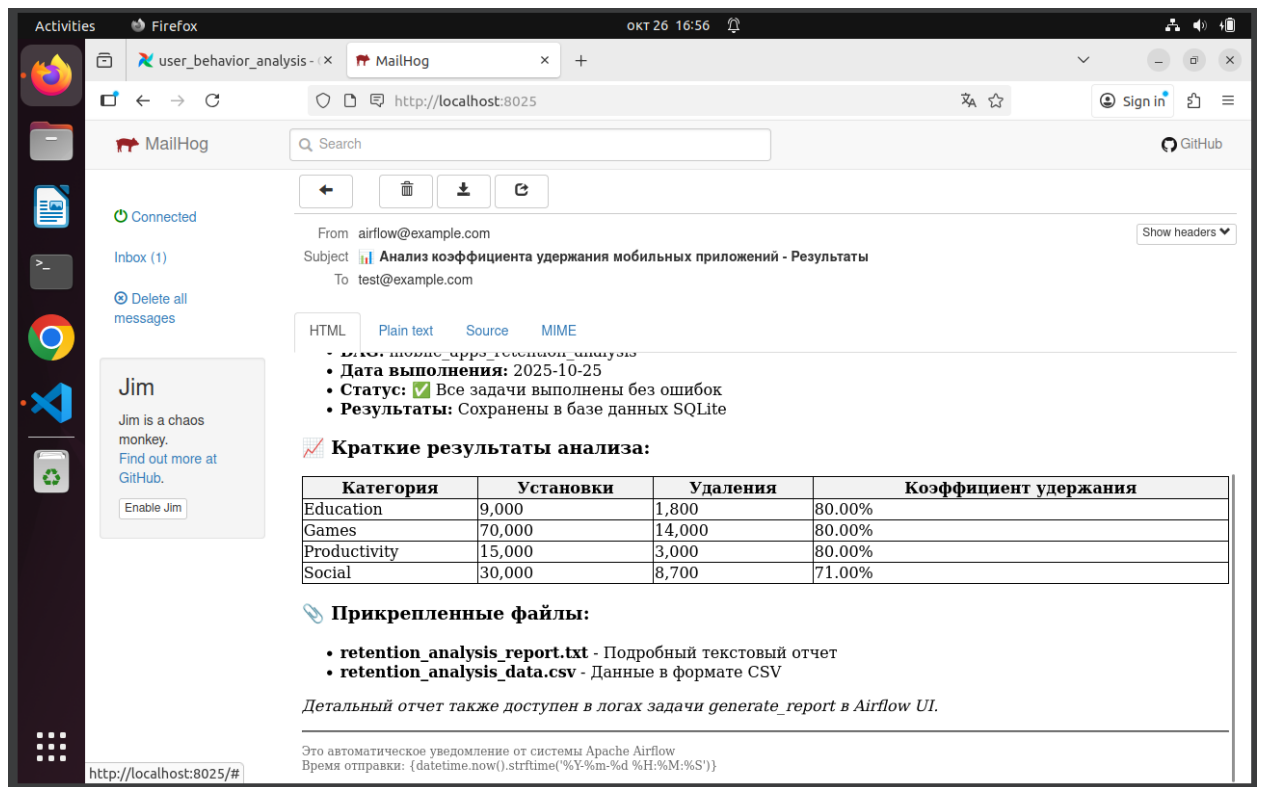 Activities Firefox окт 26 16:56
user_behavior_analysis - ( × MailHog × +
http://localhost:8025 Sign in
MailHog Search GitHub
Connected
Inbox (1)
Delete all
messages
Jim
Jim is a chaos
monkey.
Find out more at
GitHub.
Enable Jim
From airflow@example.com Show headers
Subject 📊 Анализ коэффициента удержания мобильных приложений - Результаты
To test@example.com
HTML Plain text Source MIME
• DAG: mobile_apps_retention_analysis
• Дата выполнения: 2025-10-25
• Статус: ✅ Все задачи выполнены без ошибок
• Результаты: Сохранены в базе данных SQLite
📈 Краткие результаты анализа:
Категория Установки Удаления Коэффициент удержания
Education 9,000 1,800 80.00%
Games 70,000 14,000 80.00%
Productivity 15,000 3,000 80.00%
Social 30,000 8,700 71.00%
📎 Прикрепленные файлы:
• retention_analysis_report.txt - Подробный текстовый отчет
• retention_analysis_data.csv - Данные в формате CSV
Детальный отчет также доступен в логах задачи generate_report в Airflow UI.
Это автоматическое уведомление от системы Apache Airflow
Время отправки: {datetime.now().strftime('%Y-%m-%d %H:%M:%S')}
http://localhost:8025/#